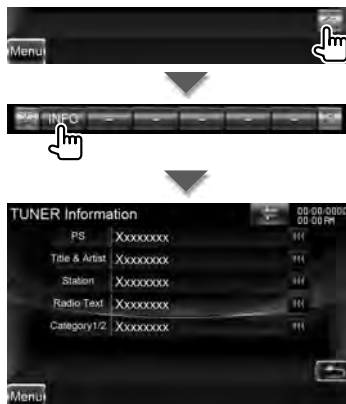 Menu
INFO
TUNER Information
00/00/0000
00:00 PM
PS Xxxxxxxx
Title & Artist Xxxxxxxx
Station Xxxxxxxx
Radio Text Xxxxxxxx
Category1/2 Xxxxxxxx
Menu